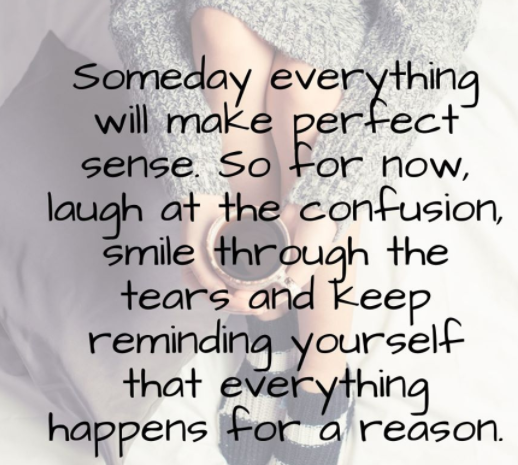 Someday everything
will make perfect
sense. So for now,
laugh at the confusion,
smile through the
tears and keep
reminding yourself
that everything
happens for a reason.